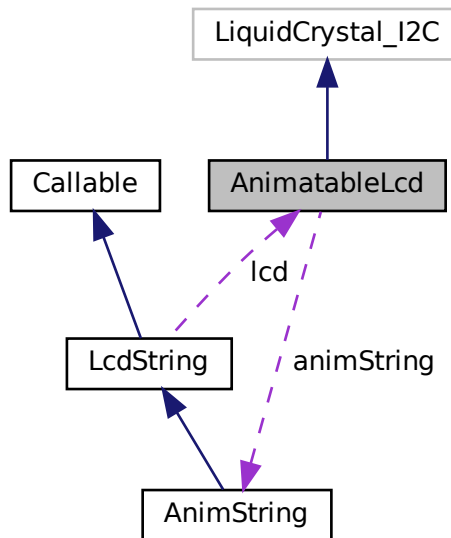 LiquidCrystal_I2C
Callable
AnimatableLcd
lcd
LcdString
animString
AnimString